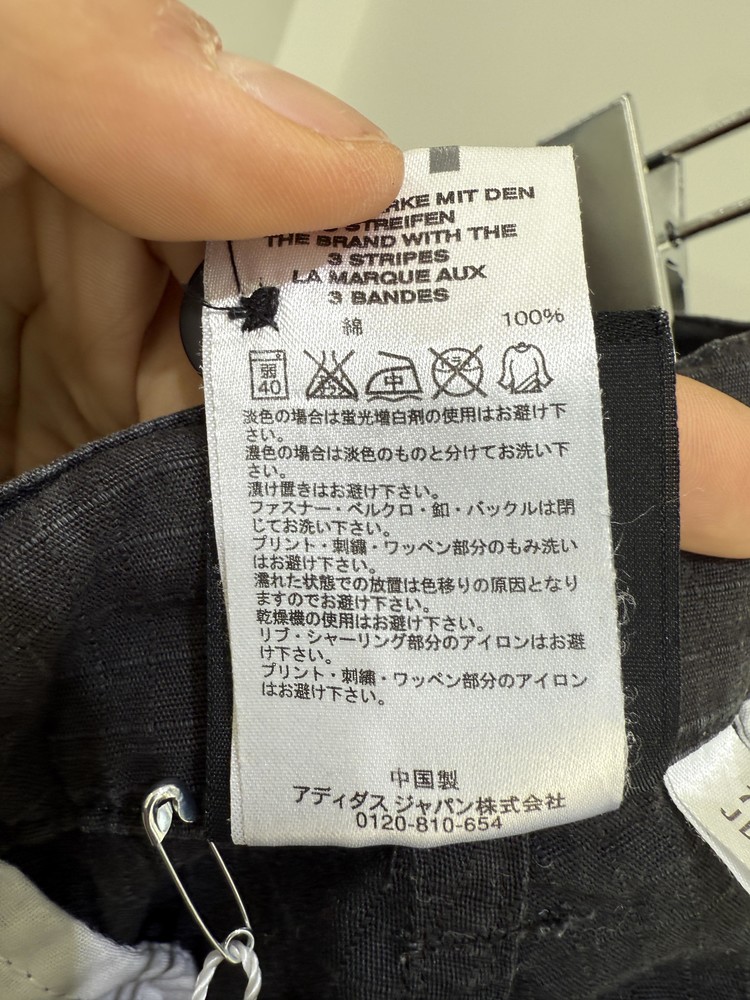 MIT DEN
3 STREIFEN
THE BRAND WITH THE
3 STRIPES
LA MARQUE AUX
3 BANDES
綿 100%
弱 40 中
淡色の場合は蛍光増白剤の使用はお避け下
さい。
濃色の場合は淡色のものと分けてお洗い下
さい。
漬け置きはお避け下さい。
ファスナー・ベルクロ・釦・バックルは閉
じてお洗い下さい。
プリント・刺繍・ワッペン部分のもみ洗い
はお避け下さい。
濡れた状態での放置は色移りの原因となり
ますのでお避け下さい。
乾燥機の使用はお避け下さい。
リブ・シャーリング部分のアイロンはお避
け下さい。
プリント・刺繍・ワッペン部分のアイロン
はお避け下さい。
中国製
アディダス ジャパン株式会社
0120-810-654